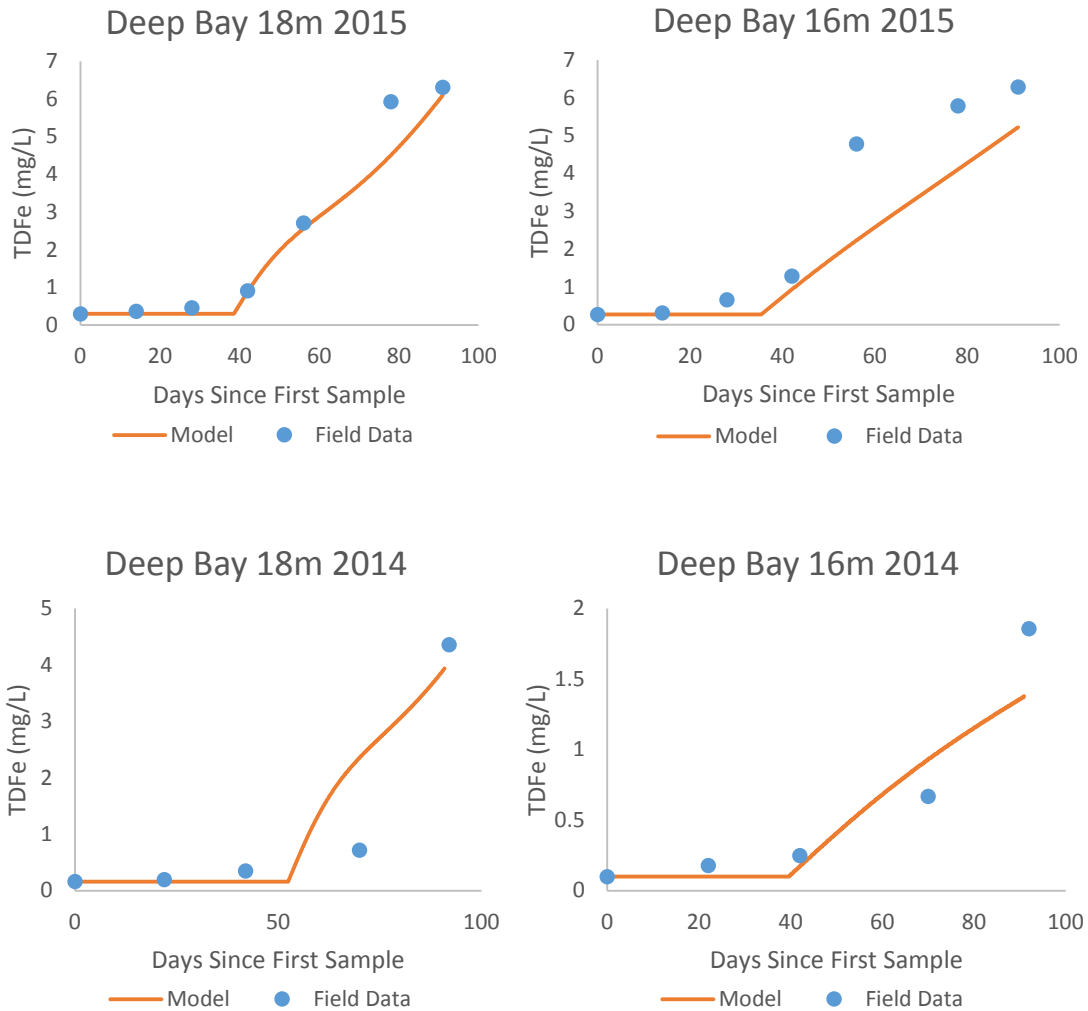 Deep Bay 18m 2015
7
6
5
4
3
2
1
0
TDFe (mg/L)
0 20 40 60 80 100
Days Since First Sample
Model Field Data
Deep Bay 16m 2015
7
6
5
4
3
2
1
0
TDFe (mg/L)
0 20 40 60 80 100
Days Since First Sample
Model Field Data
Deep Bay 18m 2014
5
4
3
2
1
0
TDFe (mg/L)
0 50 100
Days Since First Sample
Model Field Data
Deep Bay 16m 2014
2
1.5
1
0.5
0
TDFe (mg/L)
0 20 40 60 80 100
Days Since First Sample
Model Field Data